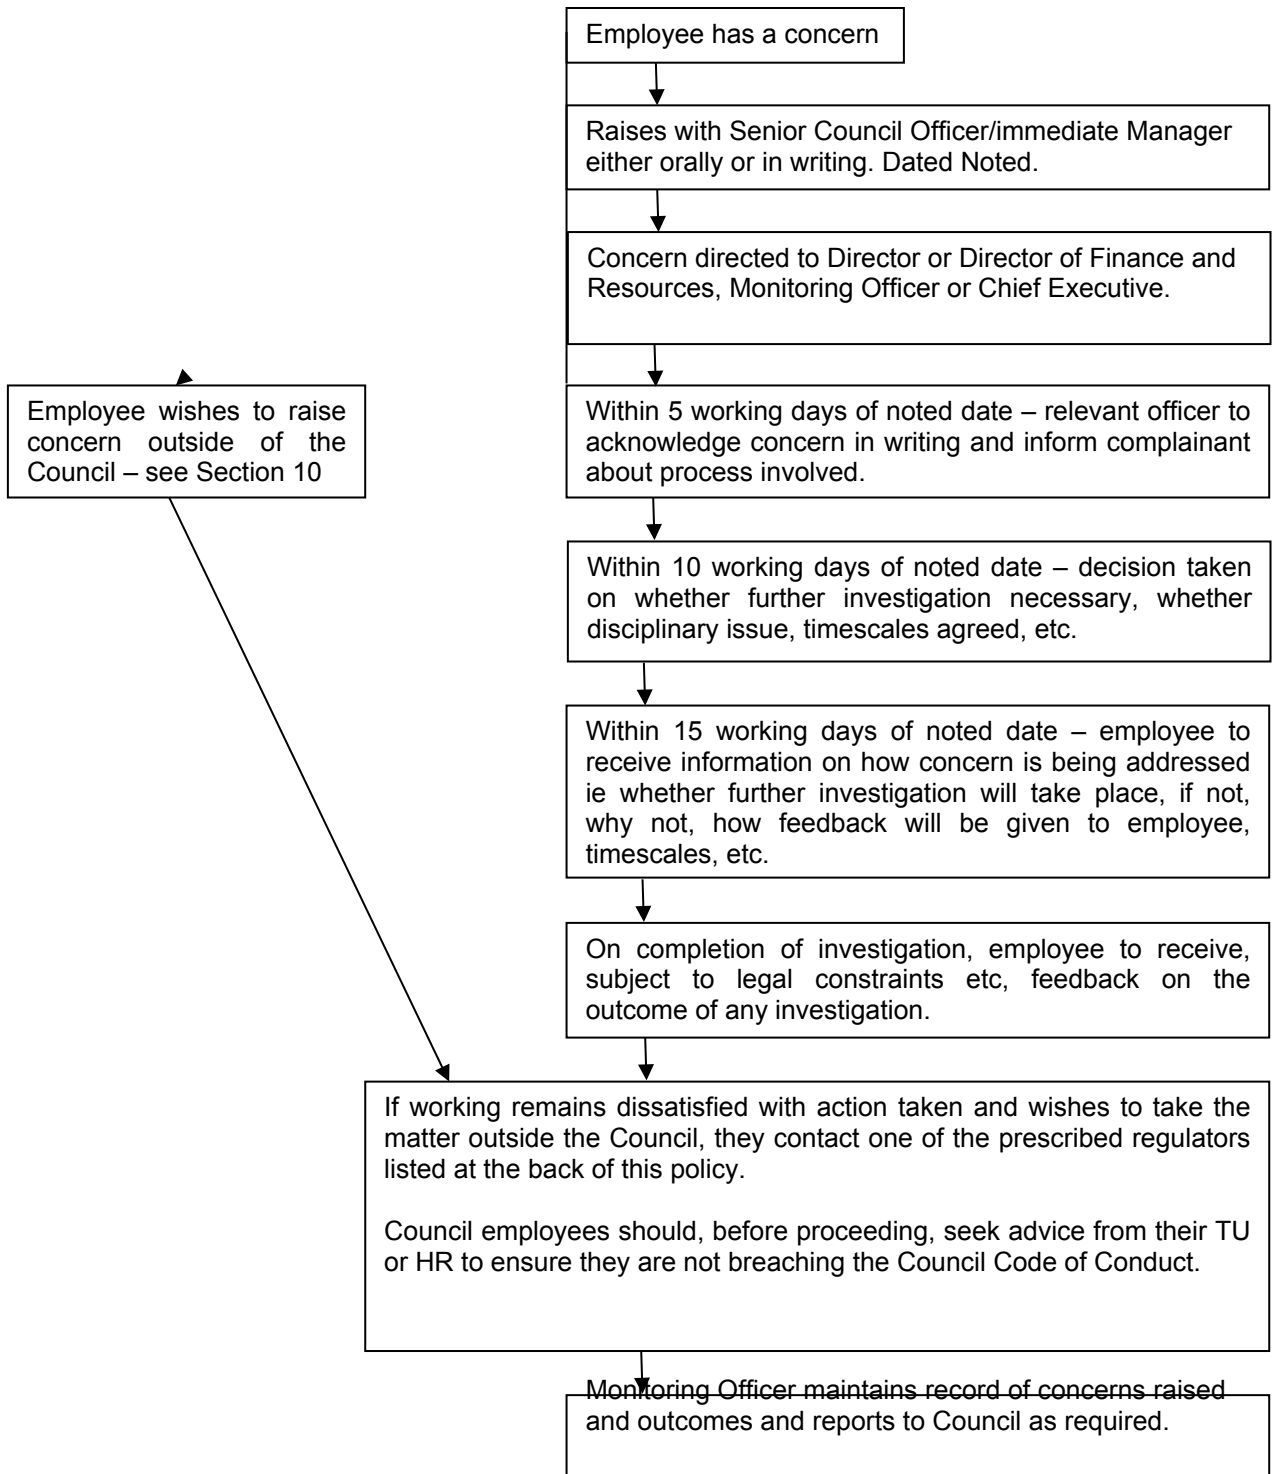 Employee has a concern
Raises with Senior Council Officer/immediate Manager
either orally or in writing. Dated Noted.
Concern directed to Director or Director of Finance and
Resources, Monitoring Officer or Chief Executive.
Employee wishes to raise
concern outside of the
Council – see Section 10
Within 5 working days of noted date – relevant officer to
acknowledge concern in writing and inform complainant
about process involved.
Within 10 working days of noted date – decision taken
on whether further investigation necessary, whether
disciplinary issue, timescales agreed, etc.
Within 15 working days of noted date – employee to
receive information on how concern is being addressed
ie whether further investigation will take place, if not,
why not, how feedback will be given to employee,
timescales, etc.
On completion of investigation, employee to receive,
subject to legal constraints etc, feedback on the
outcome of any investigation.
If working remains dissatisfied with action taken and wishes to take the
matter outside the Council, they contact one of the prescribed regulators
listed at the back of this policy.
Council employees should, before proceeding, seek advice from their TU
or HR to ensure they are not breaching the Council Code of Conduct.
Monitoring Officer maintains record of concerns raised
and outcomes and reports to Council as required.